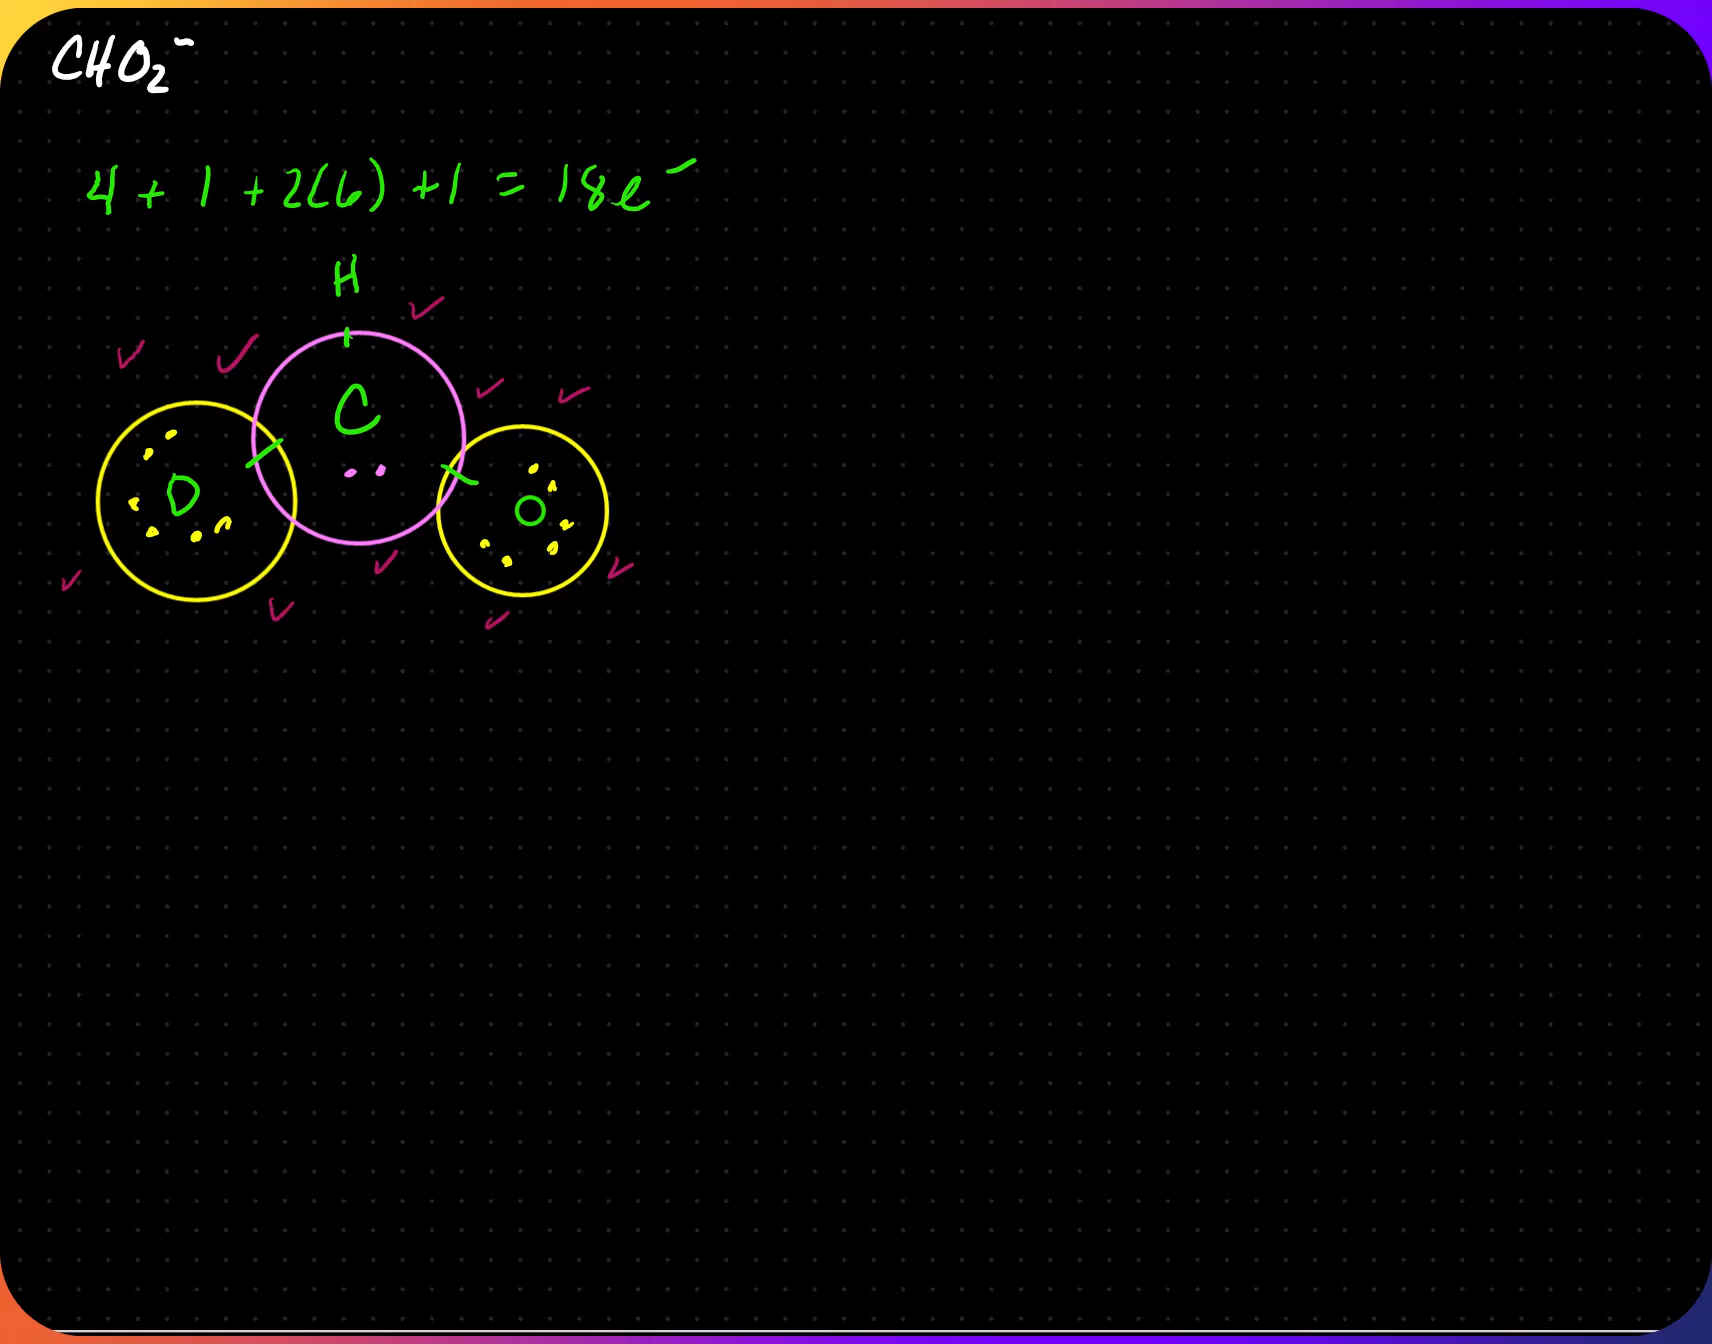 CHO₂⁻
4 + 1 + 2(6) + 1 = 18e⁻
H
C
O O